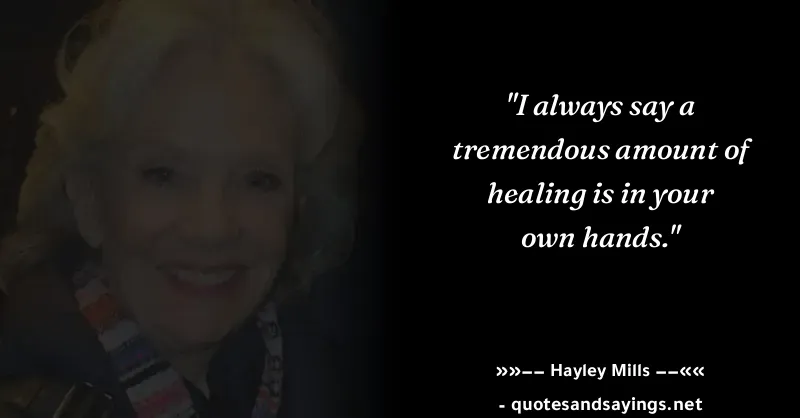 "I always say a
tremendous amount of
healing is in your
own hands."
»»−− Hayley Mills −−««
- quotesandsayings.net